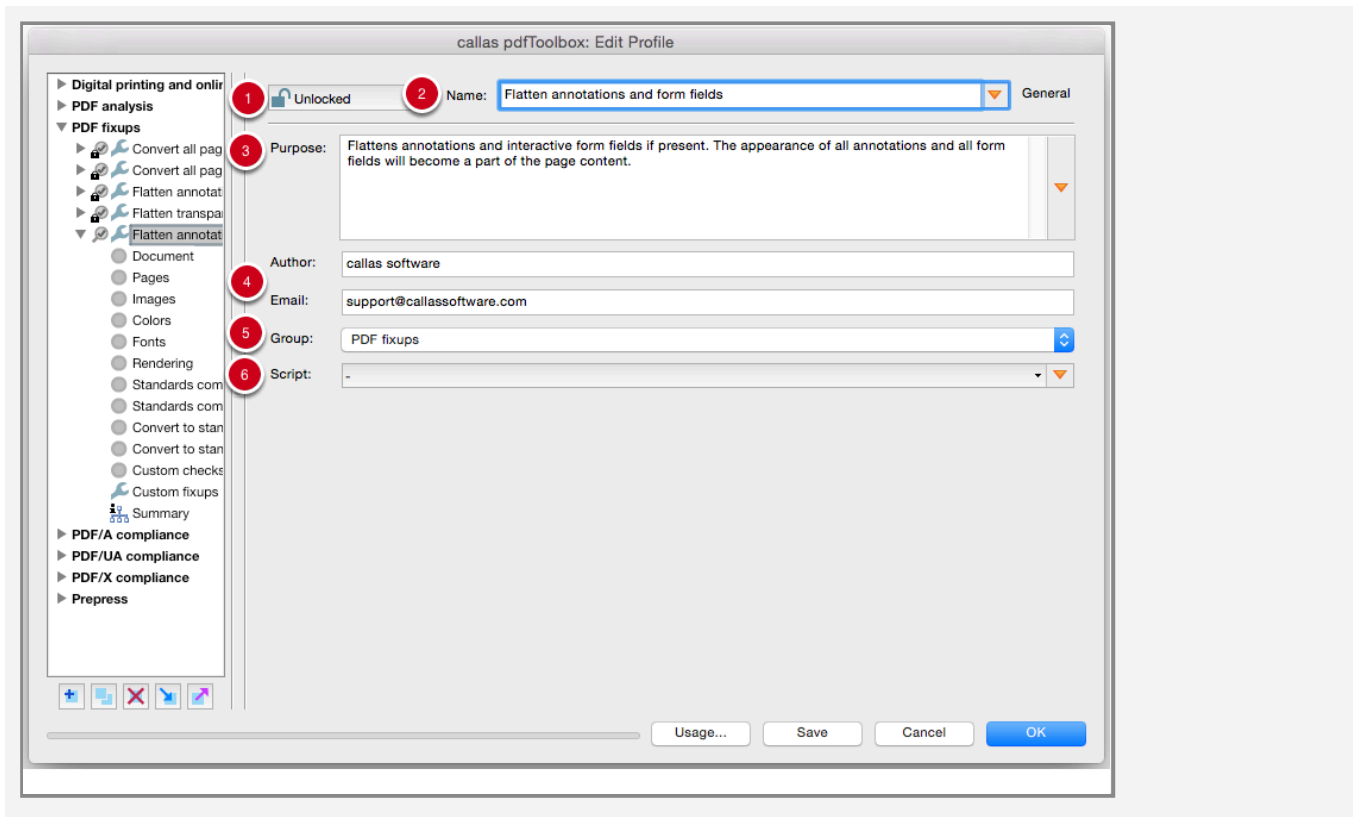 callas pdfToolbox: Edit Profile
Digital printing and onlin
PDF analysis
PDF fixups
Convert all pag
Convert all pag
Flatten annotat
Flatten transpa
Flatten annotat
Document
Pages
Images
Colors
Fonts
Rendering
Standards com
Standards com
Convert to stan
Convert to stan
Custom checks
Custom fixups
Summary
PDF/A compliance
PDF/UA compliance
PDF/X compliance
Prepress
1 Unlocked 2 Name: Flatten annotations and form fields General
3 Purpose: Flattens annotations and interactive form fields if present. The appearance of all annotations and all form
fields will become a part of the page content.
Author: callas software
4
Email: support@callassoftware.com
5 Group: PDF fixups
6 Script: -
Usage... Save Cancel OK